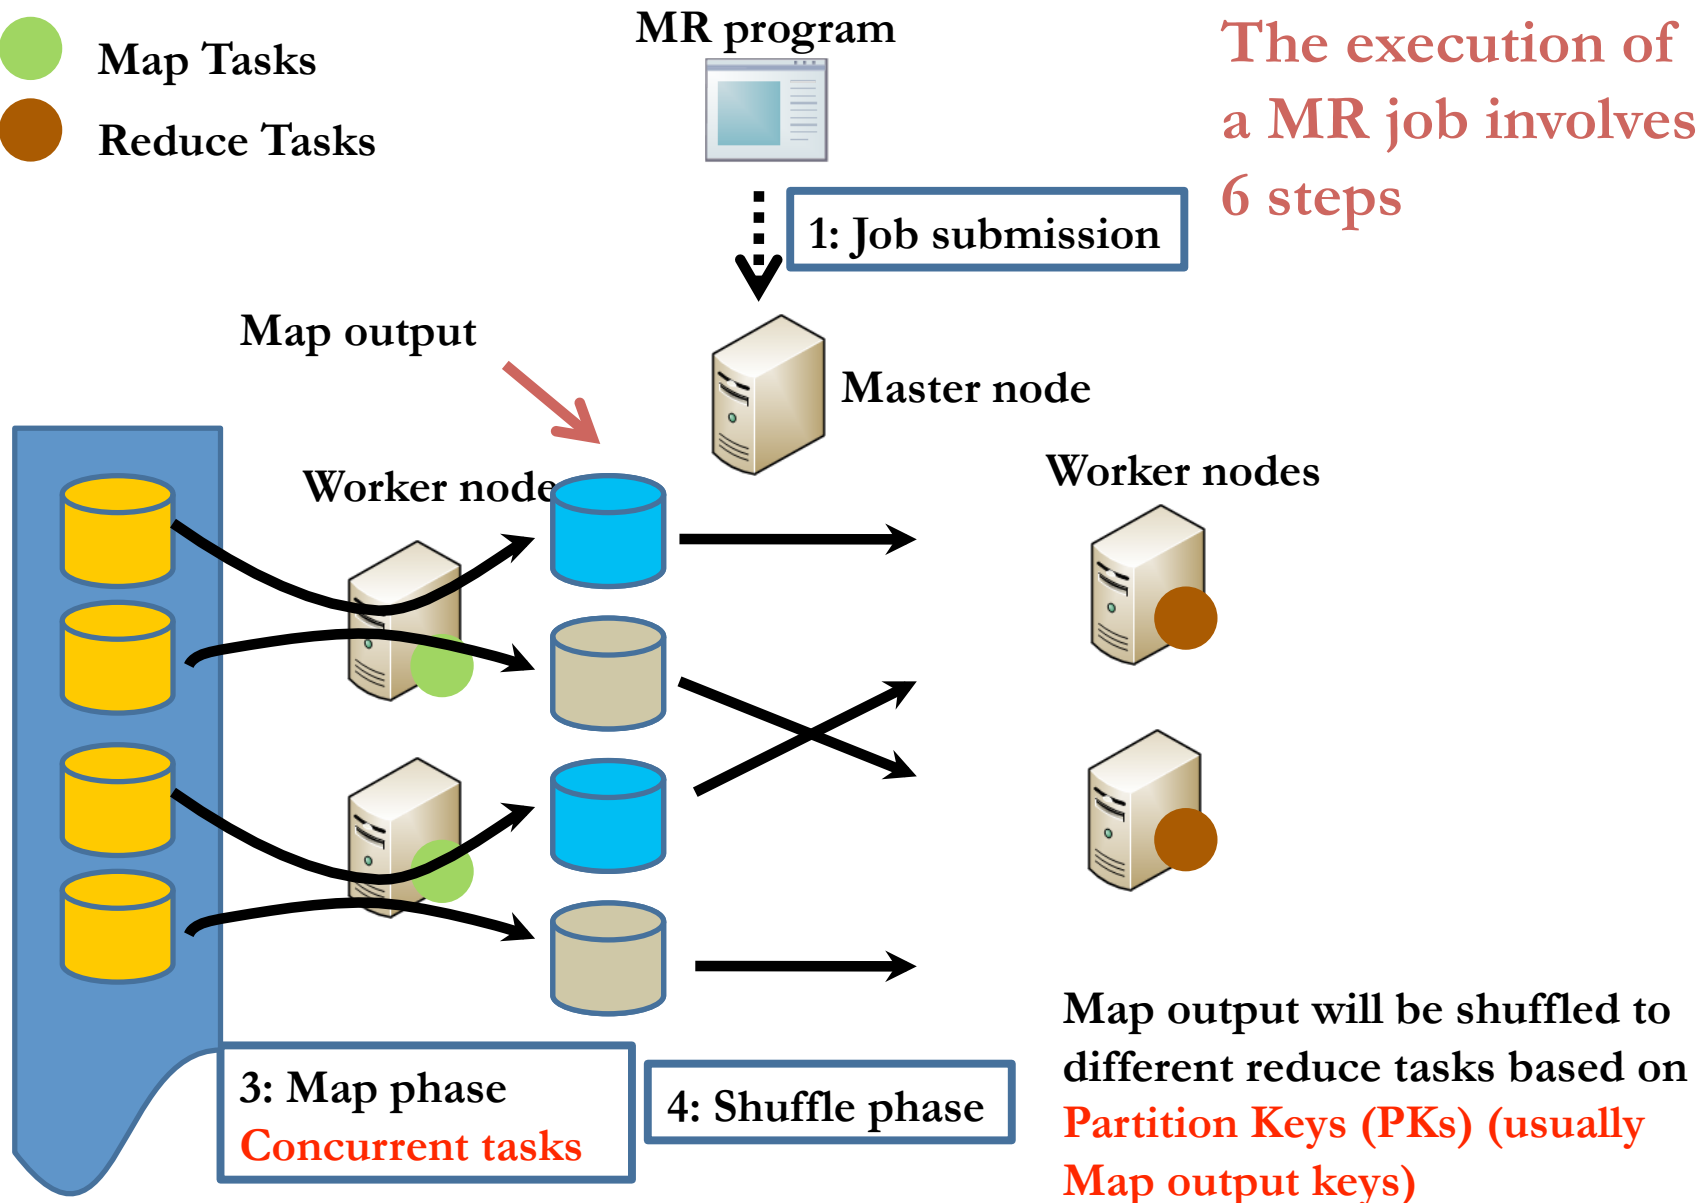 MR program
The execution of
a MR job involves
6 steps
Map Tasks
Reduce Tasks
1: Job submission
Map output
Master node
Worker node
Worker nodes
3: Map phase
Concurrent tasks
4: Shuffle phase
Map output will be shuffled to
different reduce tasks based on
Partition Keys (PKs) (usually
Map output keys)